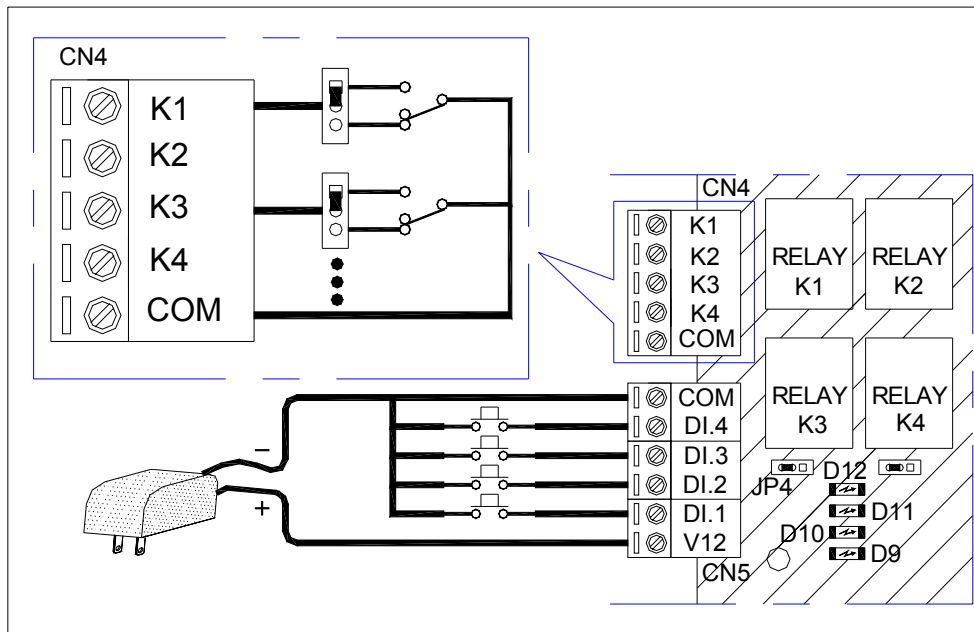 CN4
K1
K2
K3
K4
COM
CN4
K1
K2
K3
K4
COM
RELAY
K1
RELAY
K2
RELAY
K3
RELAY
K4
COM
DI.4
DI.3
DI.2
DI.1
V12
CN5
−
+
JP4
D12
D11
D10
D9